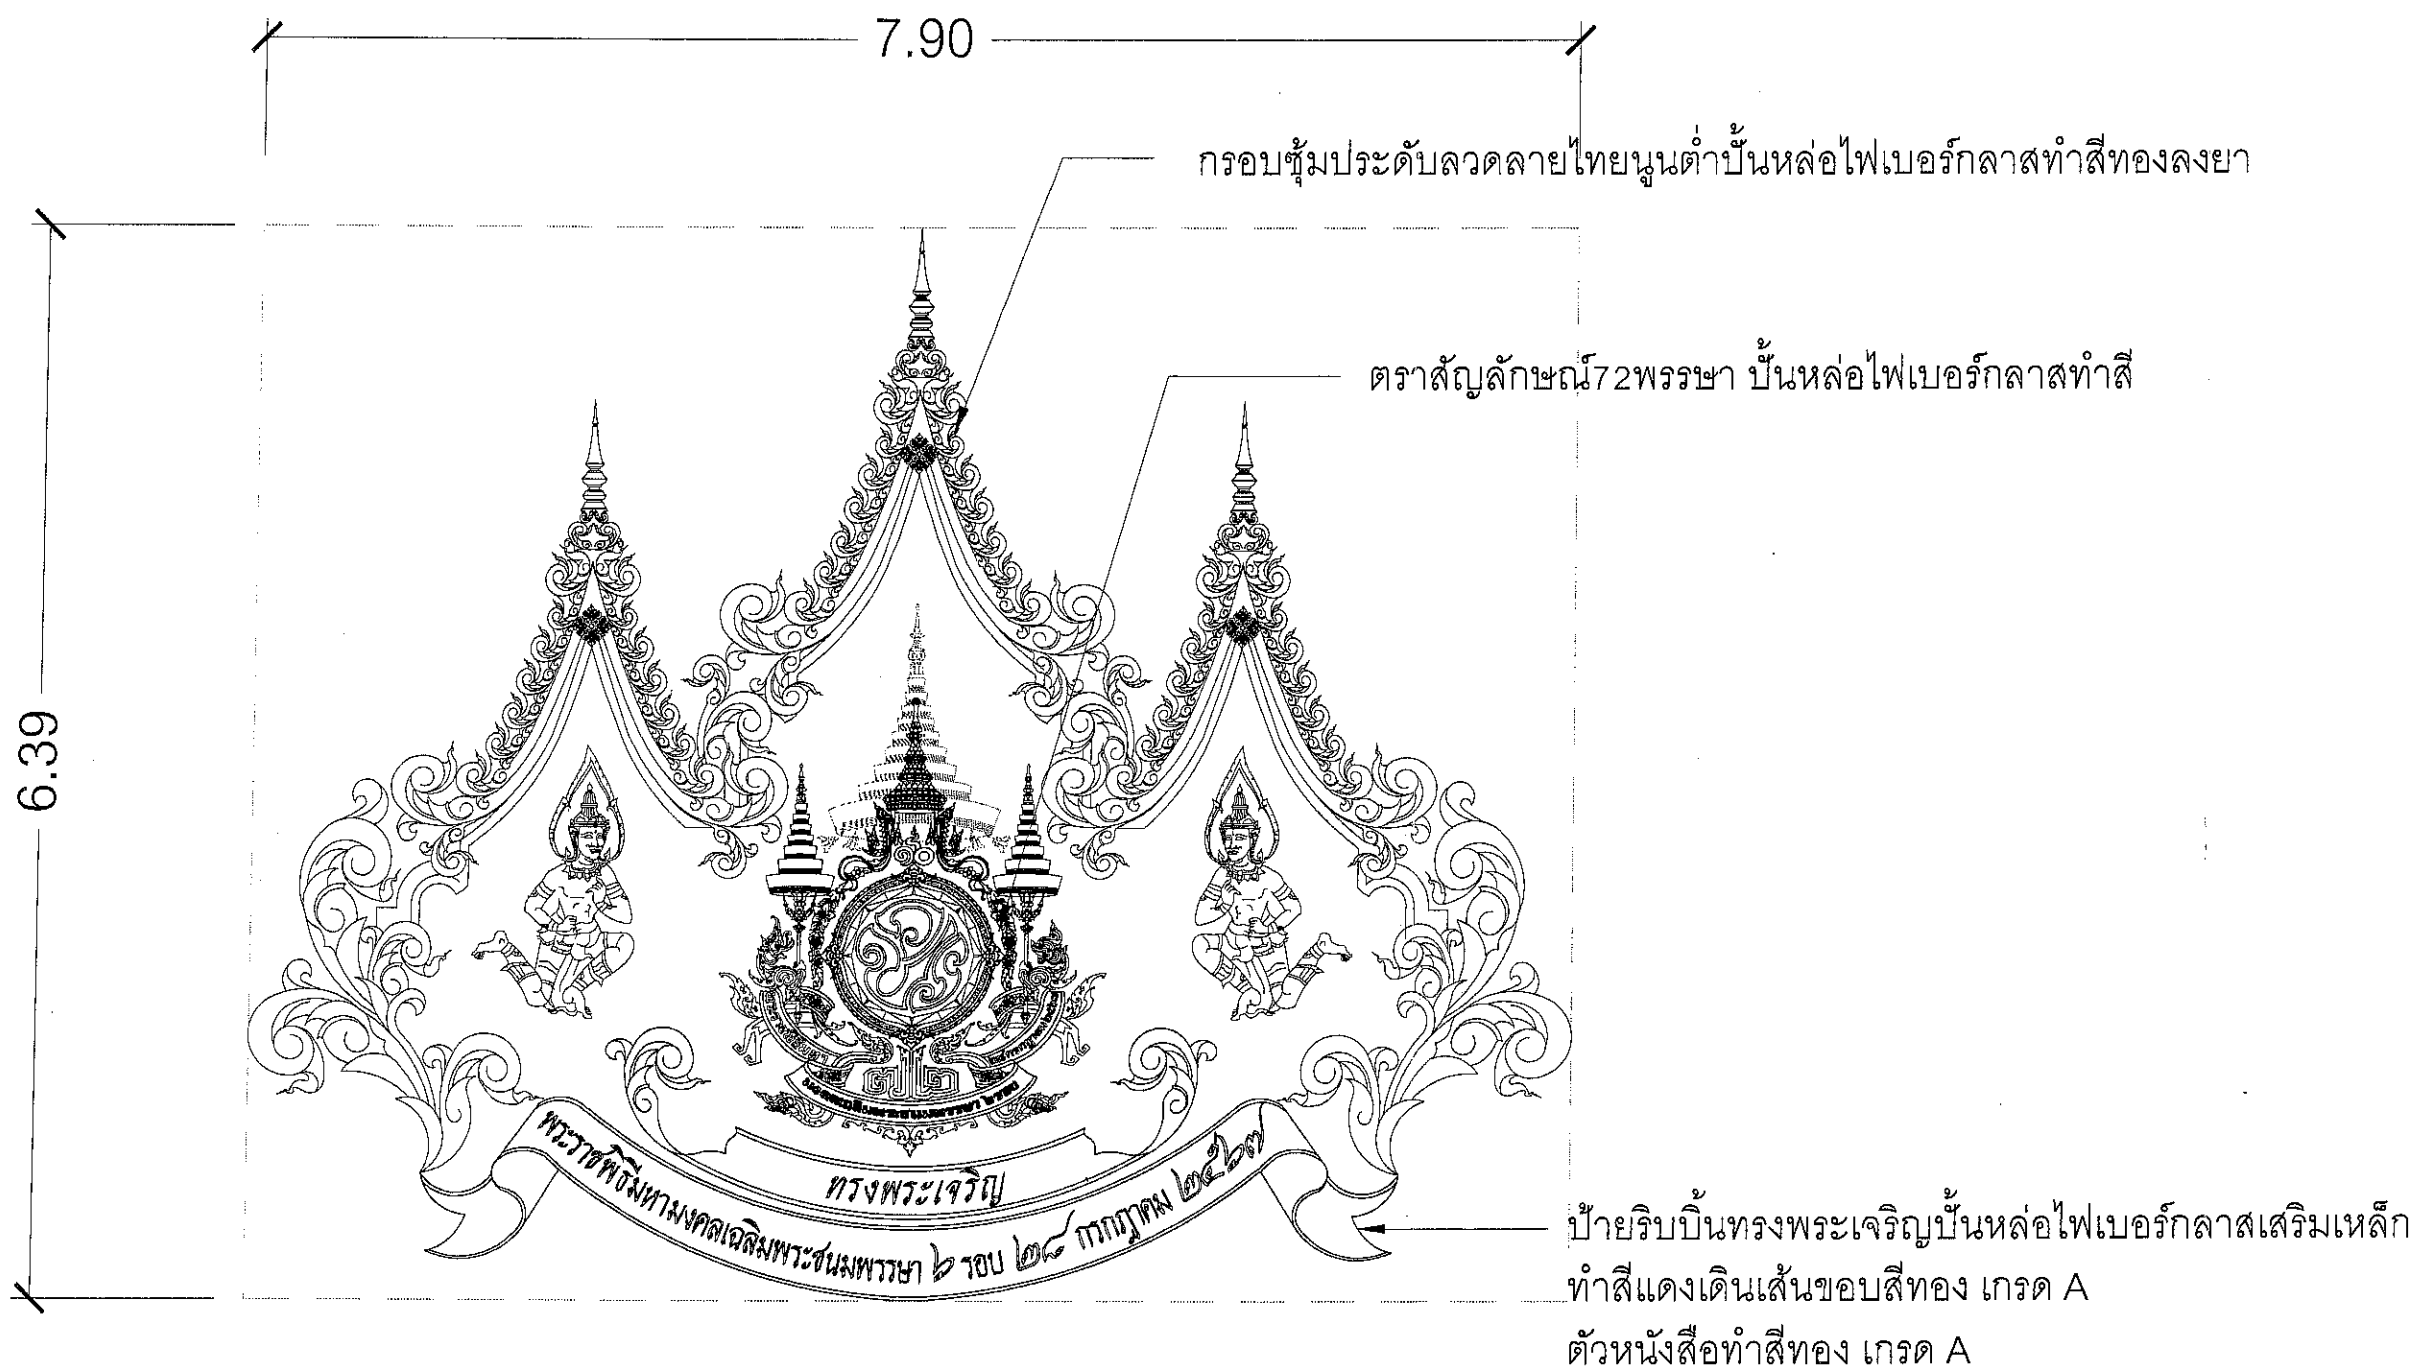 7.90
กรอบซุ้มประดับลวดลายไทยนูนต่ำปั้นหล่อไฟเบอร์กลาสทำสีทองลงยา
ตราสัญลักษณ์72พรรษา ปั้นหล่อไฟเบอร์กลาสทำสี
6.39
ทรงพระเจริญ
พระราชพิธีมหามงคลเฉลิมพระชนมพรรษา ๖ รอบ ๒๘ กรกฎาคม ๒๕๖๗
ป้ายริบบิ้นทรงพระเจริญปั้นหล่อไฟเบอร์กลาสเสริมเหล็ก
ทำสีแดงเดินเส้นขอบสีทอง เกรด A
ตัวหนังสือทำสีทอง เกรด A